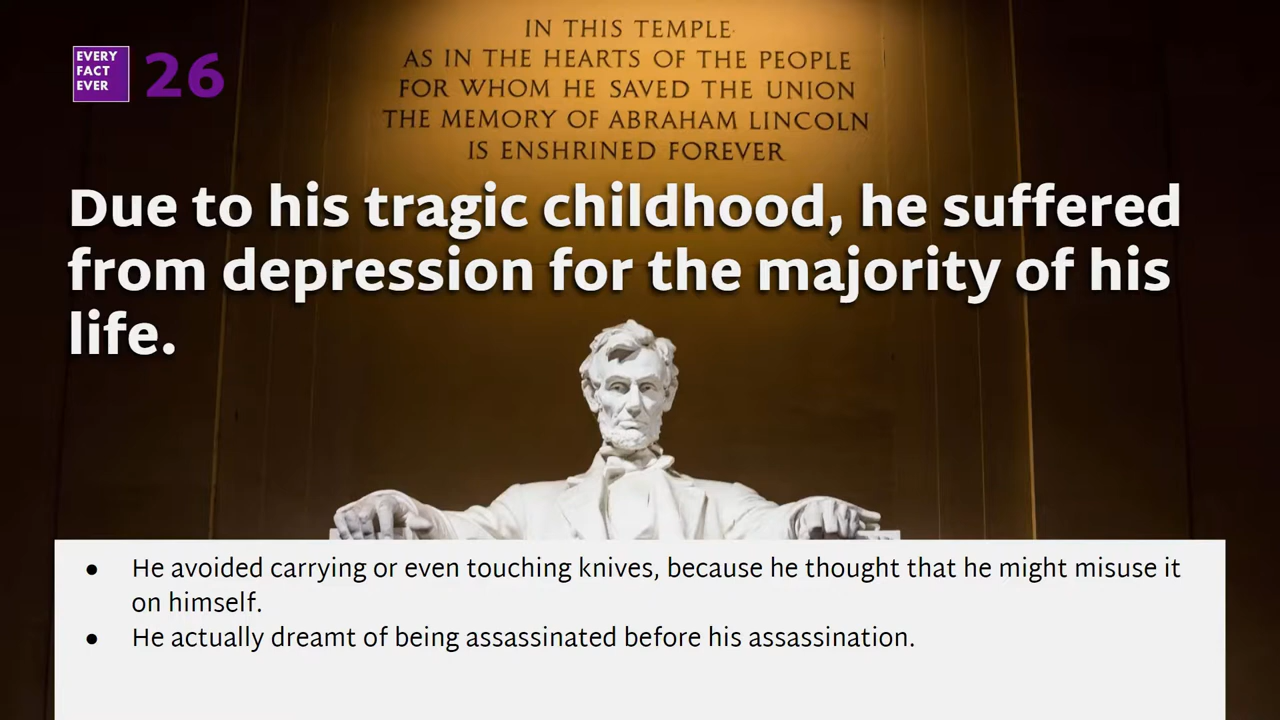 IN THIS TEMPLE
AS IN THE HEARTS OF THE PEOPLE
FOR WHOM HE SAVED THE UNION
THE MEMORY OF ABRAHAM LINCOLN
IS ENSHRINED FOREVER
EVERY
FACT
EVER
26
Due to his tragic childhood, he suffered
from depression for the majority of his
life.
● He avoided carrying or even touching knives, because he thought that he might misuse it
on himself.
● He actually dreamt of being assassinated before his assassination.